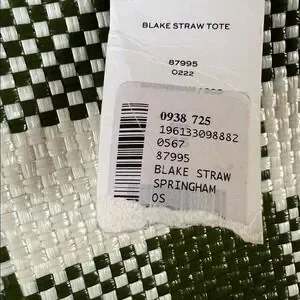 BLAKE STRAW TOTE
87995
O222
0938 725
196133098882
0567
87995
BLAKE STRAW
SPRINGHAM
OS